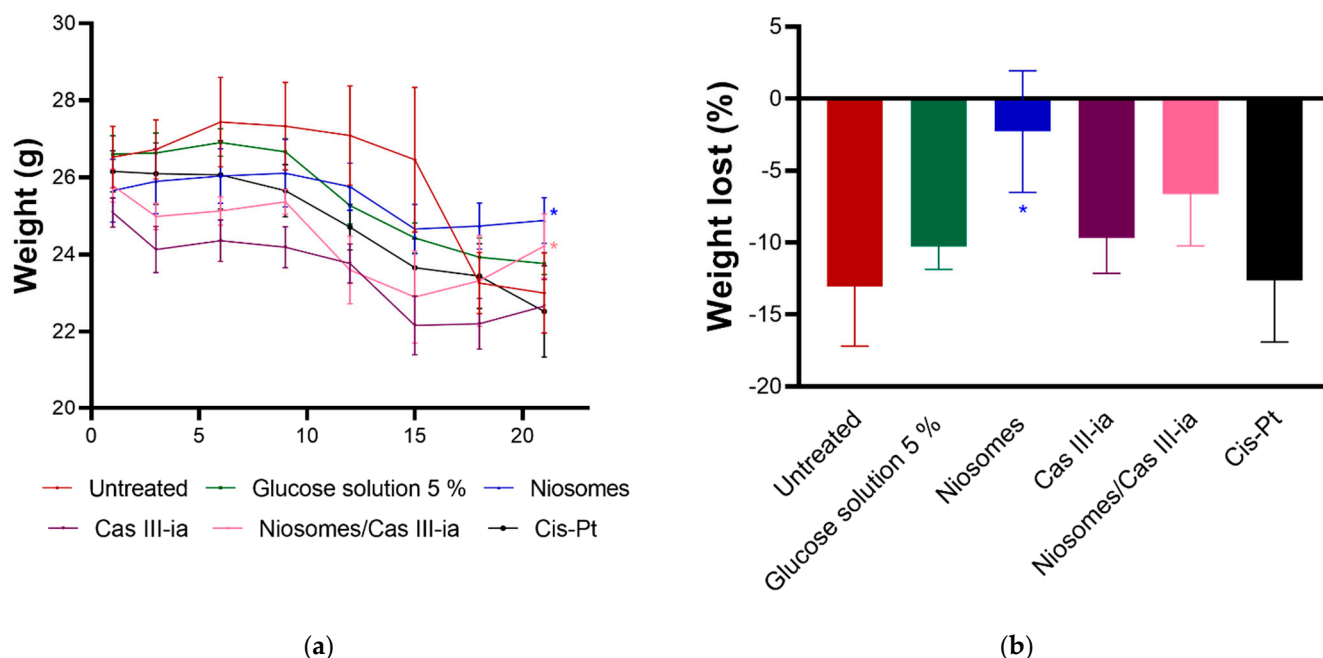 30
28
26
24
22
20
Weight (g)
0 5 10 15 20
*
*
Untreated Glucose solution 5 % Niosomes
Cas III-ia Niosomes/Cas III-ia Cis-Pt
(a)
5
0
-5
-10
-15
-20
Weight lost (%)
*
Untreated
Glucose solution 5 %
Niosomes
Cas III-ia
Niosomes/Cas III-ia
Cis-Pt
(b)